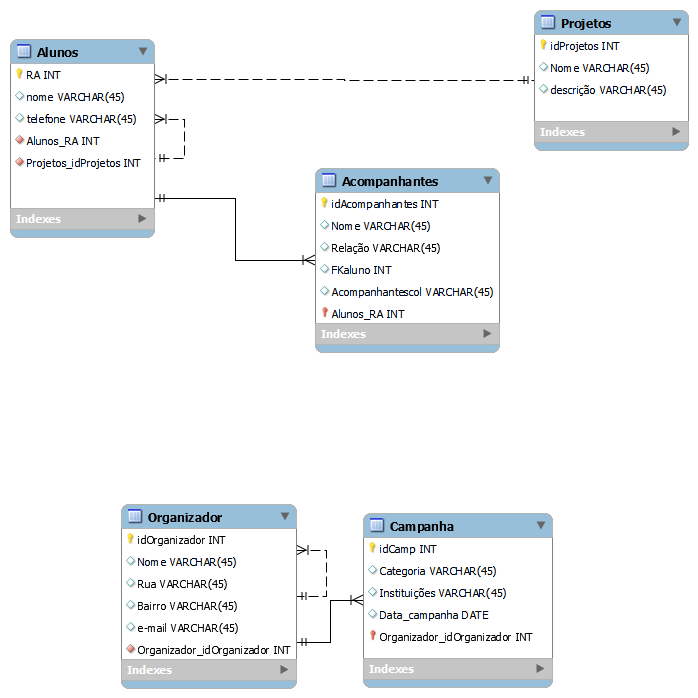 Alunos
RA INT
nome VARCHAR(45)
telefone VARCHAR(45)
Alunos_RA INT
Projetos_idProjetos INT
Indexes
Projetos
idProjetos INT
Nome VARCHAR(45)
descrição VARCHAR(45)
Indexes
Acompanhantes
idAcompanhantes INT
Nome VARCHAR(45)
Relação VARCHAR(45)
FKaluno INT
Acompanhantescol VARCHAR(45)
Alunos_RA INT
Indexes
Organizador
idOrganizador INT
Nome VARCHAR(45)
Rua VARCHAR(45)
Bairro VARCHAR(45)
e-mail VARCHAR(45)
Organizador_idOrganizador INT
Indexes
Campanha
idCamp INT
Categoria VARCHAR(45)
Instituições VARCHAR(45)
Data_campanha DATE
Organizador_idOrganizador INT
Indexes